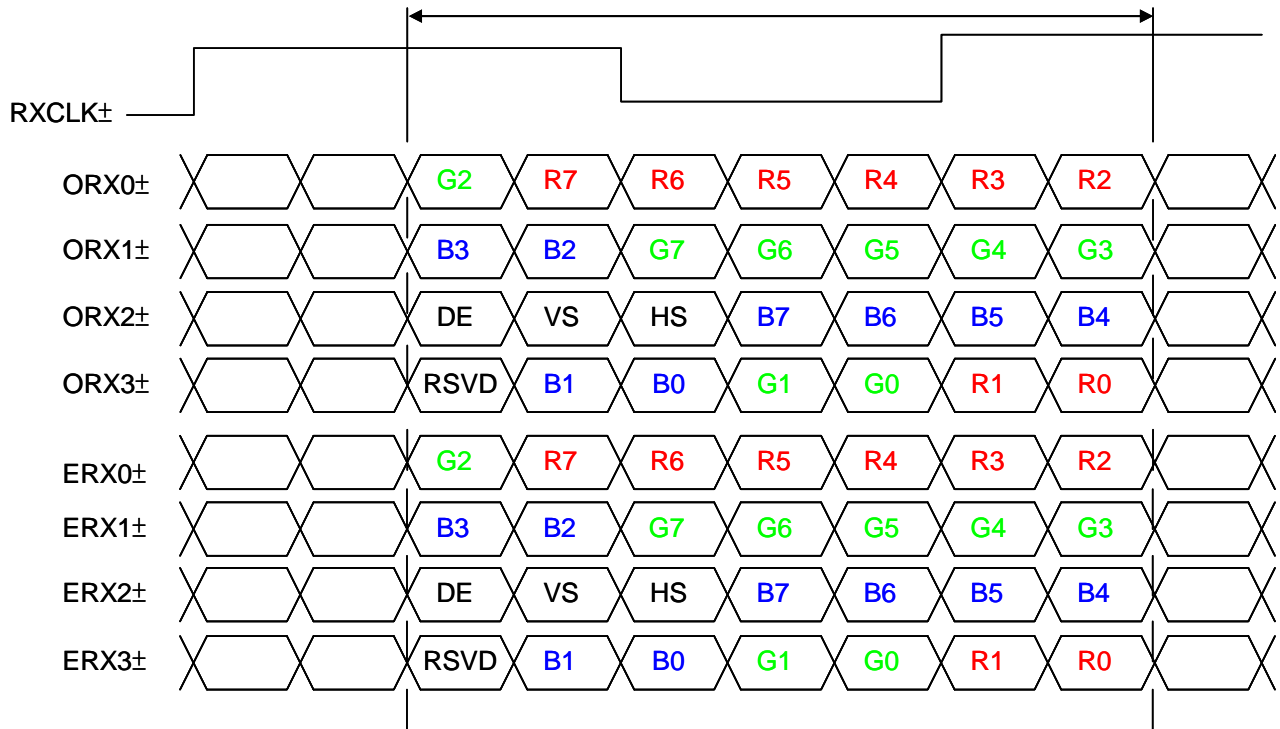 RXCLK±
ORX0± G2 R7 R6 R5 R4 R3 R2
ORX1± B3 B2 G7 G6 G5 G4 G3
ORX2± DE VS HS B7 B6 B5 B4
ORX3± RSVD B1 B0 G1 G0 R1 R0
ERX0± G2 R7 R6 R5 R4 R3 R2
ERX1± B3 B2 G7 G6 G5 G4 G3
ERX2± DE VS HS B7 B6 B5 B4
ERX3± RSVD B1 B0 G1 G0 R1 R0